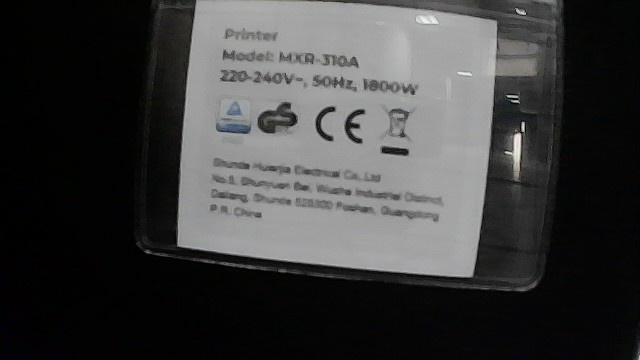 Printer
Model: MXR-310A
220-240V~, 50Hz, 1800W
CE
Shunde Huanjia Electrical Co., Ltd
No.5, Shunyuan Bei, Wusha Industrial District,
Daliang, Shunde 528300 Foshan, Guangdong
P.R. China